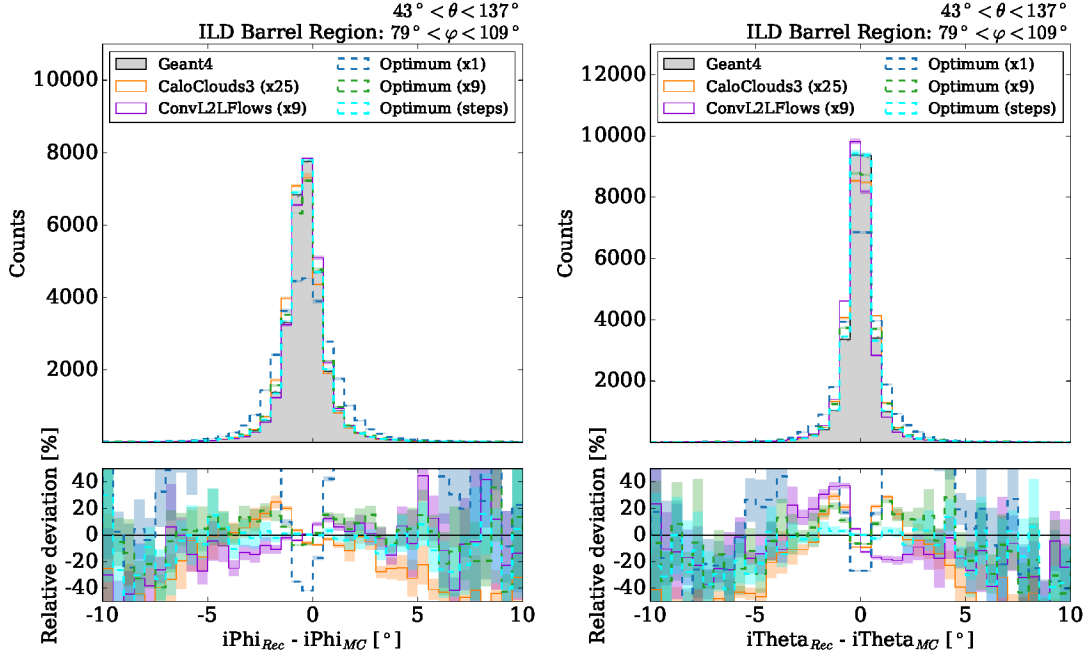 43° < θ < 137°
ILD Barrel Region: 79° < φ < 109°
Geant4
CaloClouds3 (x25)
ConvL2LFlows (x9)
Optimum (x1)
Optimum (x9)
Optimum (steps)
10000
8000
6000
4000
2000
Counts
40
20
0
-20
-40
Relative deviation [%]
-10 -5 0 5 10
iPhi_Rec - iPhi_MC [°]
43° < θ < 137°
ILD Barrel Region: 79° < φ < 109°
Geant4
CaloClouds3 (x25)
ConvL2LFlows (x9)
Optimum (x1)
Optimum (x9)
Optimum (steps)
12000
10000
8000
6000
4000
2000
Counts
40
20
0
-20
-40
Relative deviation [%]
-10 -5 0 5 10
iTheta_Rec - iTheta_MC [°]